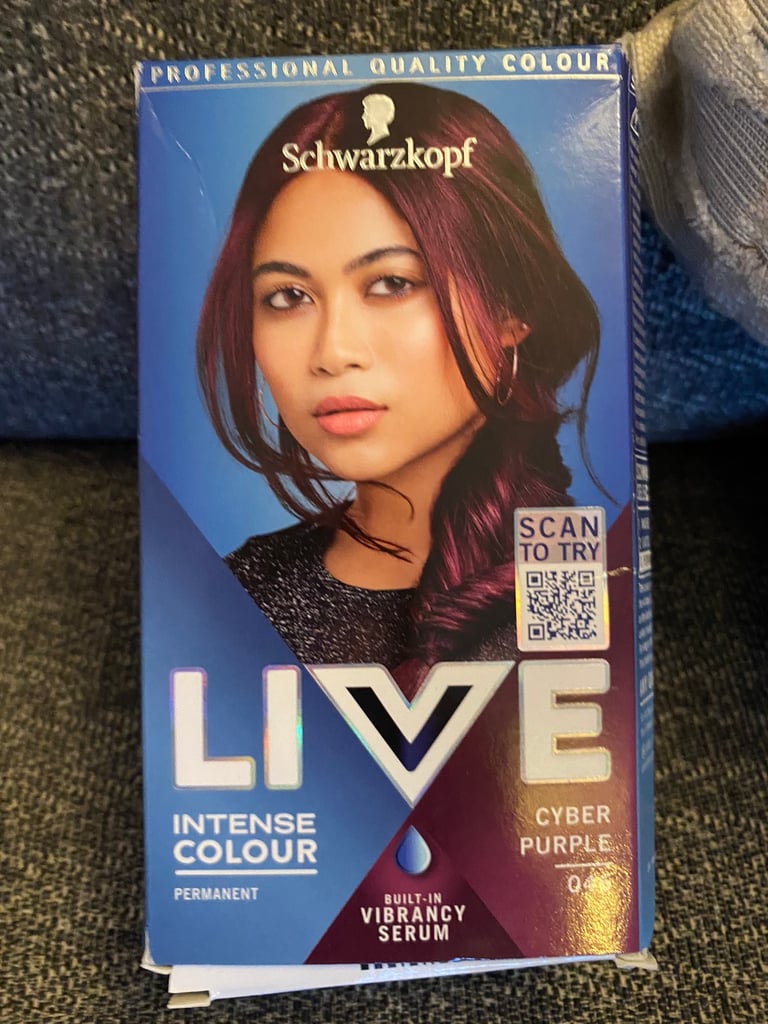 PROFESSIONAL QUALITY COLOUR
Schwarzkopf
SCAN
TO TRY
LIVE
INTENSE
COLOUR
PERMANENT
CYBER
PURPLE
BUILT-IN
VIBRANCY
SERUM